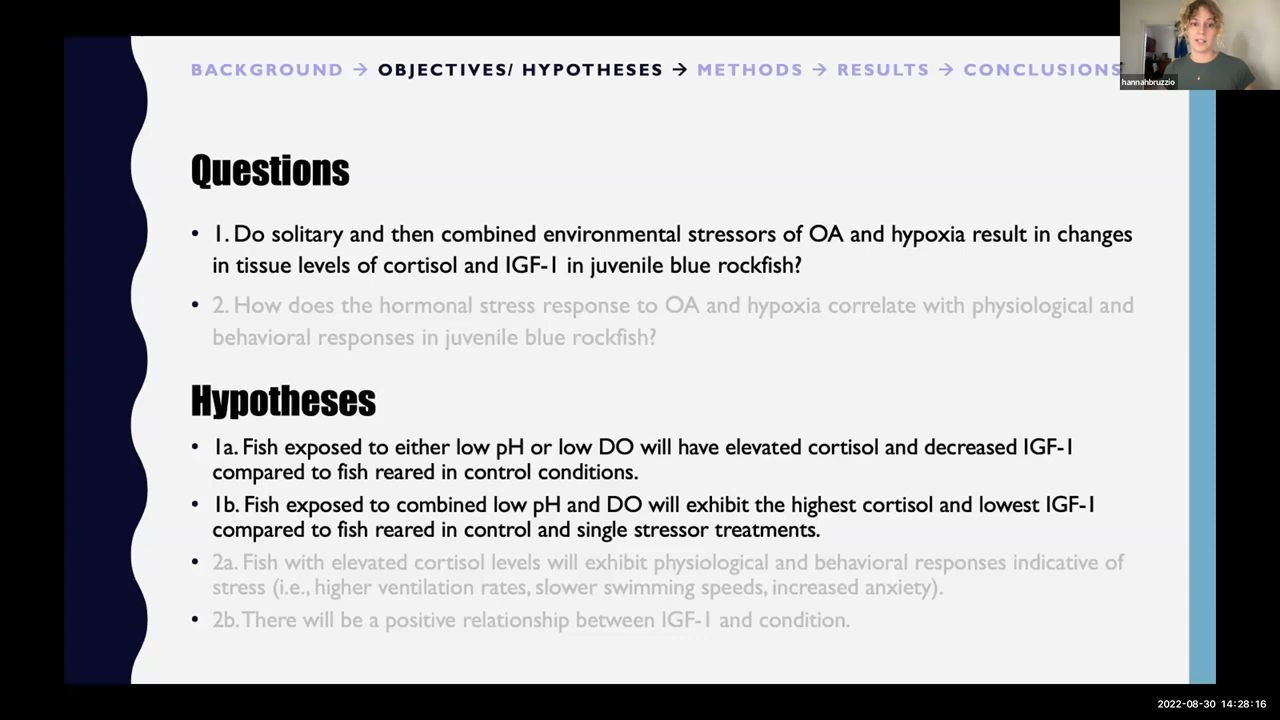 BACKGROUND → OBJECTIVES/ HYPOTHESES → METHODS → RESULTS → CONCLUSIONS
hannahbruzzio
Questions
• 1. Do solitary and then combined environmental stressors of OA and hypoxia result in changes
in tissue levels of cortisol and IGF-1 in juvenile blue rockfish?
• 2. How does the hormonal stress response to OA and hypoxia correlate with physiological and
behavioral responses in juvenile blue rockfish?
Hypotheses
• 1a. Fish exposed to either low pH or low DO will have elevated cortisol and decreased IGF-1
compared to fish reared in control conditions.
• 1b. Fish exposed to combined low pH and DO will exhibit the highest cortisol and lowest IGF-1
compared to fish reared in control and single stressor treatments.
• 2a. Fish with elevated cortisol levels will exhibit physiological and behavioral responses indicative of
stress (i.e., higher ventilation rates, slower swimming speeds, increased anxiety).
• 2b. There will be a positive relationship between IGF-1 and condition.
2022-08-30 14:28:16